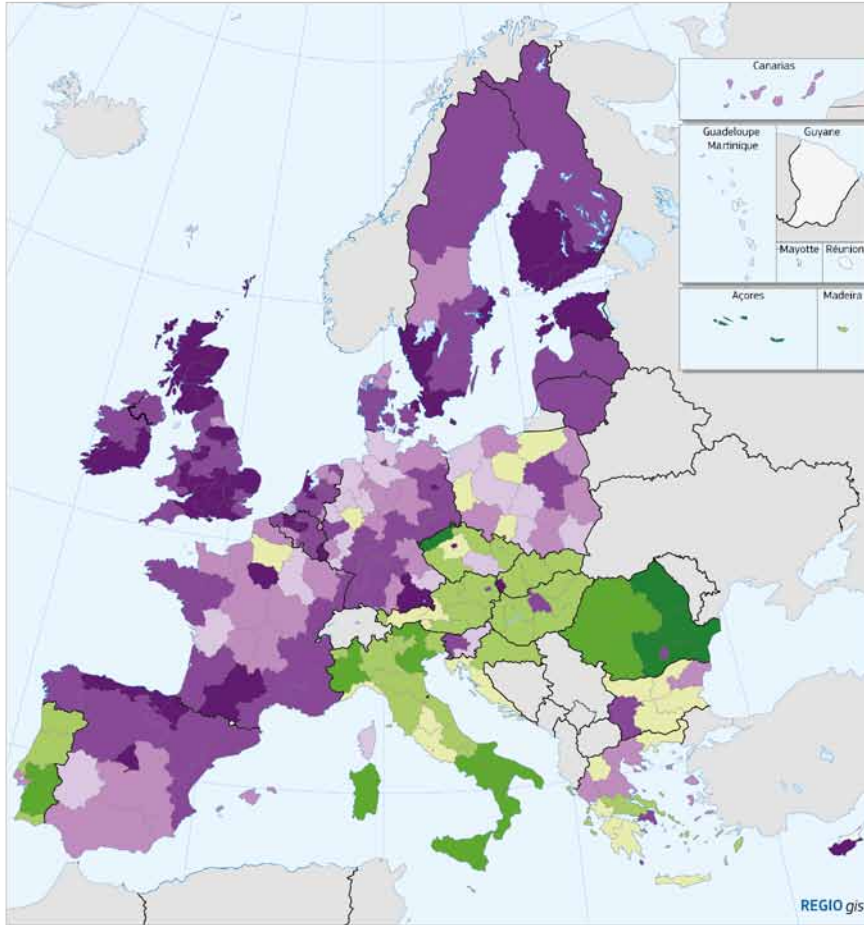 Canarias
Guadeloupe
Martinique
Guyane
Mayotte
Réunion
Açores
Madeira
REGIO gis